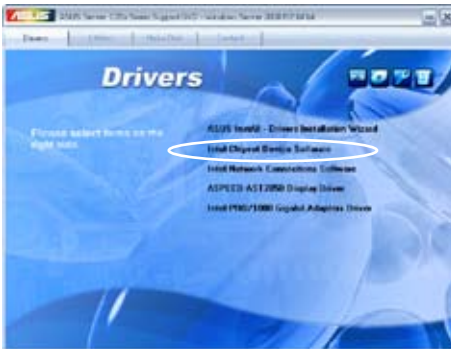 ASUS
Drivers
Contact
Drivers
Please select items on the
right side.
ASUS InstAll - Drivers Installation Wizard
Intel Chipset Device Software
Intel Network Connections Software
ASPEED AST2050 Display Driver
Intel PRO/1000 Gigabit Adapters Driver